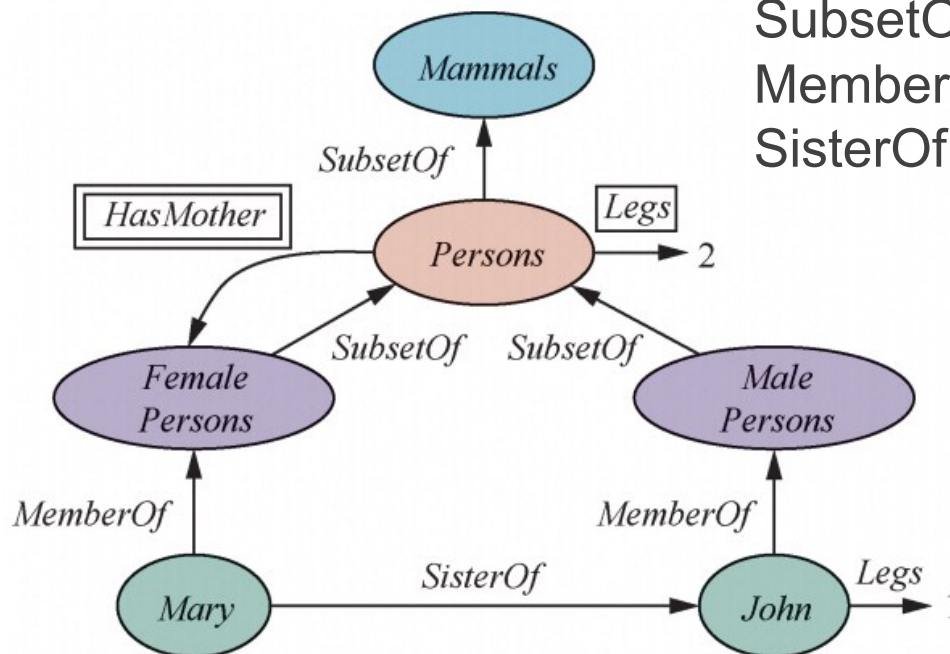 SubsetO
Member
SisterOf
Mammals
SubsetOf
HasMother
Legs
Persons
2
SubsetOf
SubsetOf
Female
Persons
Male
Persons
MemberOf
MemberOf
SisterOf
Legs
Mary
John